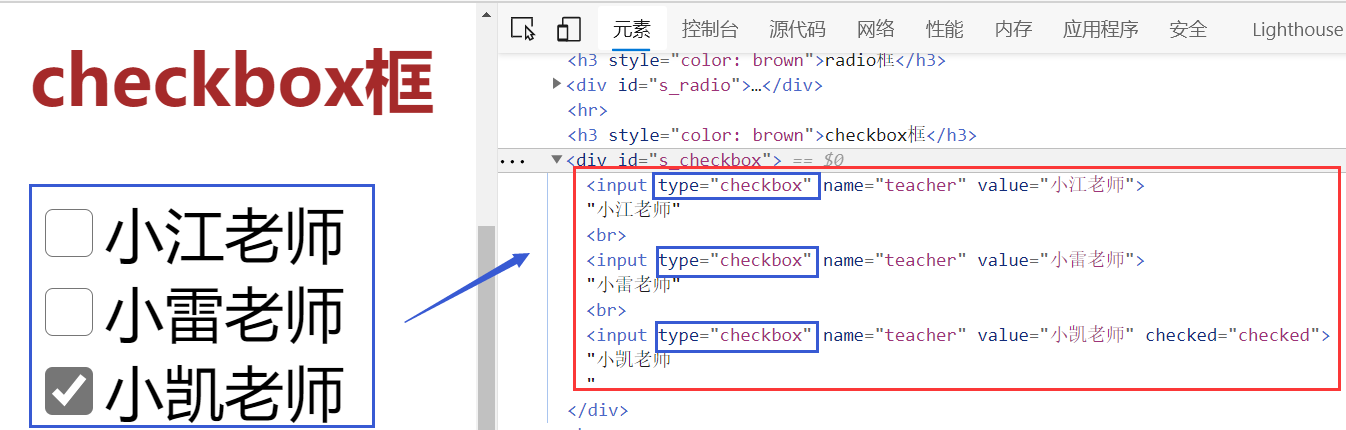 checkbox框
小江老师
小雷老师
小凯老师
元素 控制台 源代码 网络 性能 内存 应用程序 安全 Lighthouse
<h3 style="color: brown">radio框</h3>
<div id="s_radio">…</div>
<hr>
<h3 style="color: brown">checkbox框</h3>
... <div id="s_checkbox"> == $0
<input type="checkbox" name="teacher" value="小江老师">
"小江老师"
<br>
<input type="checkbox" name="teacher" value="小雷老师">
"小雷老师"
<br>
<input type="checkbox" name="teacher" value="小凯老师" checked="checked">
"小凯老师
"
</div>